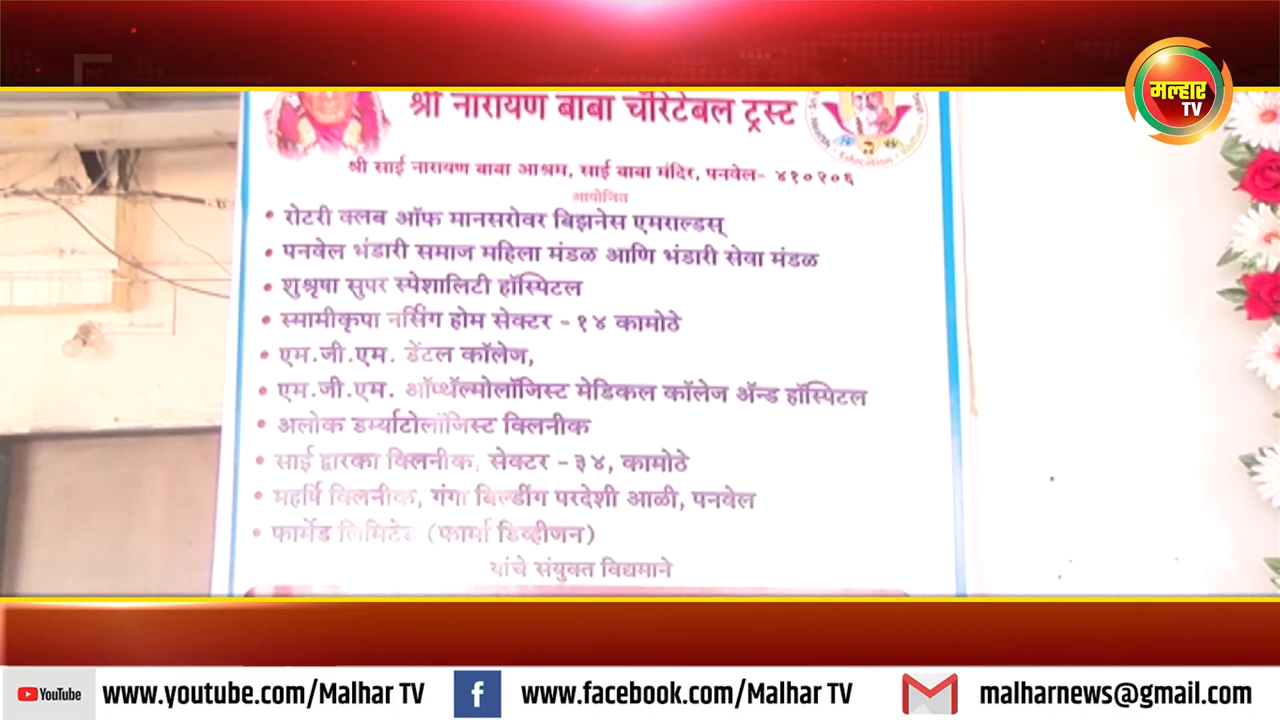 मल्हार
TV
श्री नारायण बाबा चॅरिटेबल ट्रस्ट
Education
श्री साई नारायण बाबा आश्रम, साई बाबा मंदिर, पनवेल- ४१०२०६
आयोजित
• रोटरी क्लब ऑफ मानसरोवर बिझनेस एमराल्डस्
• पनवेल भंडारी समाज महिला मंडळ आणि भंडारी सेवा मंडळ
• शुश्रृषा सुपर स्पेशालिटी हॉस्पिटल
• स्मामीकृपा नर्सिंग होम सेक्टर - १४ कामोठे
• एम.जी.एम. डेंटल कॉलेज,
• एम.जी.एम. ऑप्थॅल्मोलॉजिस्ट मेडिकल कॉलेज ॲन्ड हॉस्पिटल
• अलोक डर्म्याटोलॉजिस्ट क्लिनीक
• साई द्वारका क्लिनीक, सेक्टर - ३४, कामोठे
• महर्षि क्लिनीक, गंगा बिल्डींग परदेशी आळी, पनवेल
• फार्मेड लिमिटेड (फार्मा डिव्हीजन)
यांचे संयुक्त विद्यमाने
YouTube www.youtube.com/Malhar TV f www.facebook.com/Malhar TV malharnews@gmail.com